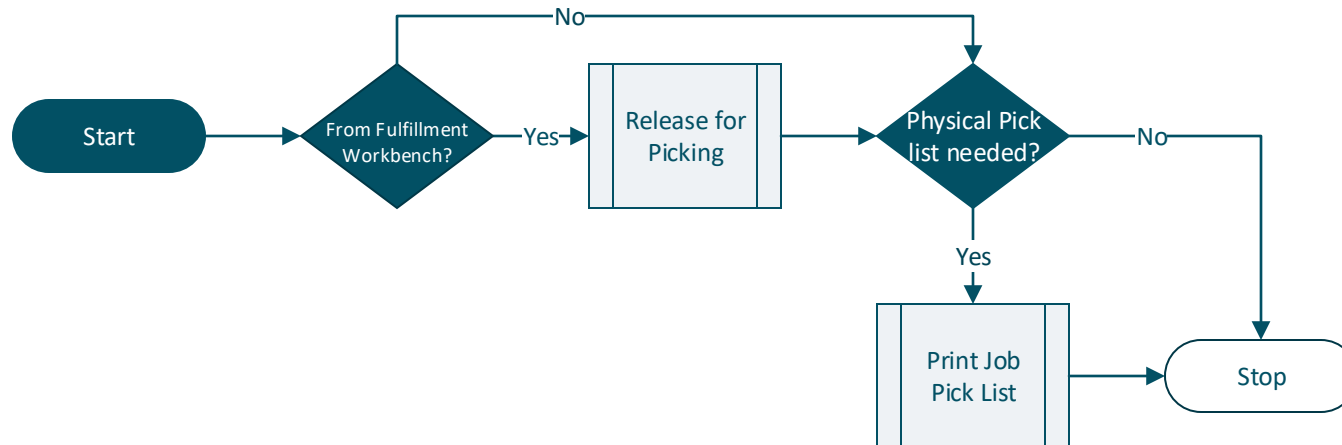 No
Start
From Fulfillment
Workbench?
Yes
Release for
Picking
Physical Pick
list needed?
No
Yes
Print Job
Pick List
Stop